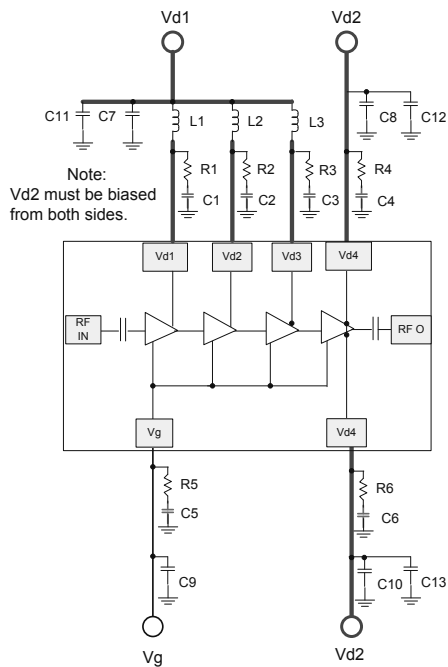 Vd1
Vd2
C11
C7
L1
L2
L3
C8
C12
Note:
Vd2 must be biased
from both sides.
R1
R2
R3
R4
C1
C2
C3
C4
Vd1
Vd2
Vd3
Vd4
RF
IN
RF O
Vg
Vd4
R5
C5
R6
C6
C9
C10
C13
Vg
Vd2